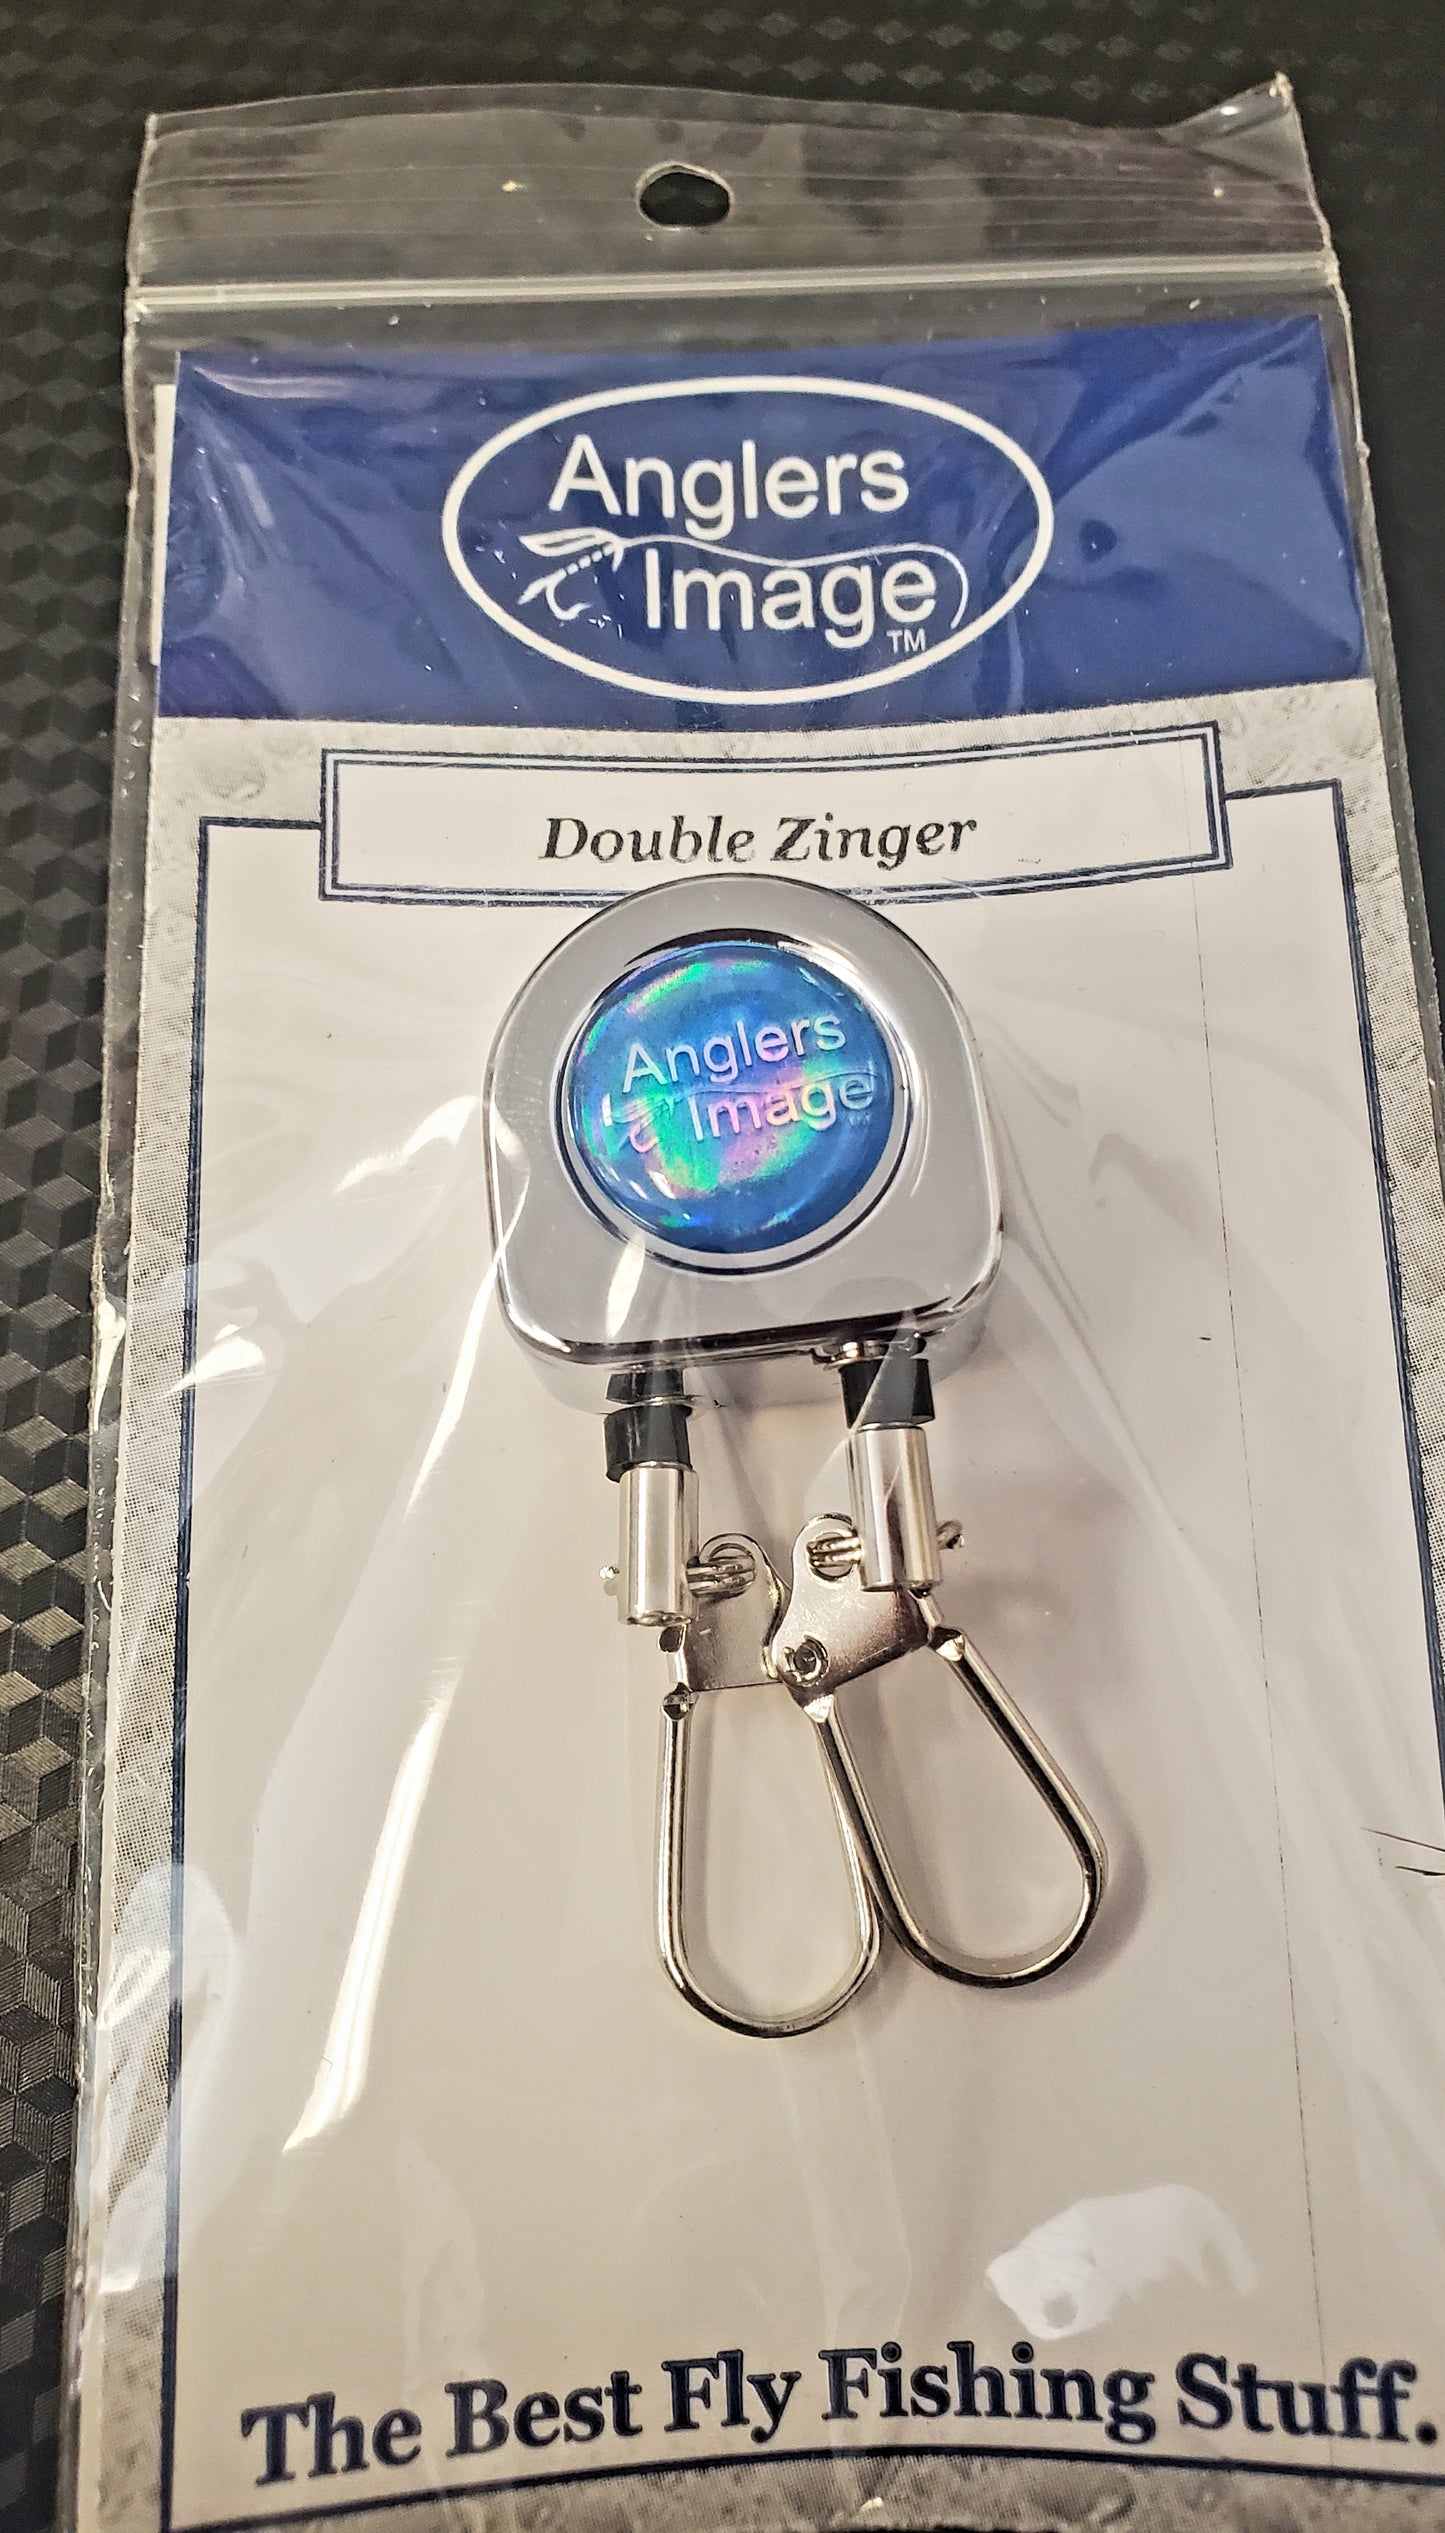 Anglers
Image
TM
Double Zinger
Anglers
Image
The Best Fly Fishing Stuff.